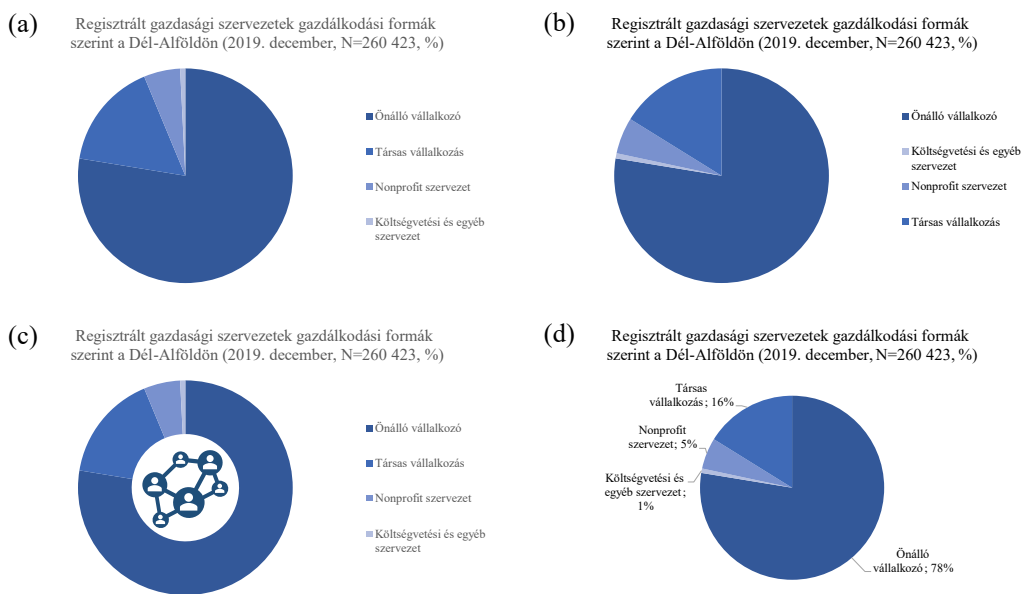 (a)
Regisztrált gazdasági szervezetek gazdálkodási formák
szerint a Dél-Alföldön (2019. december, N=260 423, %)
Önálló vállalkozó
Társas vállalkozás
Nonprofit szervezet
Költségvetési és egyéb
szervezet
(b)
Regisztrált gazdasági szervezetek gazdálkodási formák
szerint a Dél-Alföldön (2019. december, N=260 423, %)
Önálló vállalkozó
Költségvetési és egyéb
szervezet
Nonprofit szervezet
Társas vállalkozás
(c)
Regisztrált gazdasági szervezetek gazdálkodási formák
szerint a Dél-Alföldön (2019. december, N=260 423, %)
Önálló vállalkozó
Társas vállalkozás
Nonprofit szervezet
Költségvetési és egyéb
szervezet
(d)
Regisztrált gazdasági szervezetek gazdálkodási formák
szerint a Dél-Alföldön (2019. december, N=260 423, %)
Társas
vállalkozás; 16%
Nonprofit
szervezet; 5%
Költségvetési és
egyéb szervezet;
1%
Önálló
vállalkozó; 78%